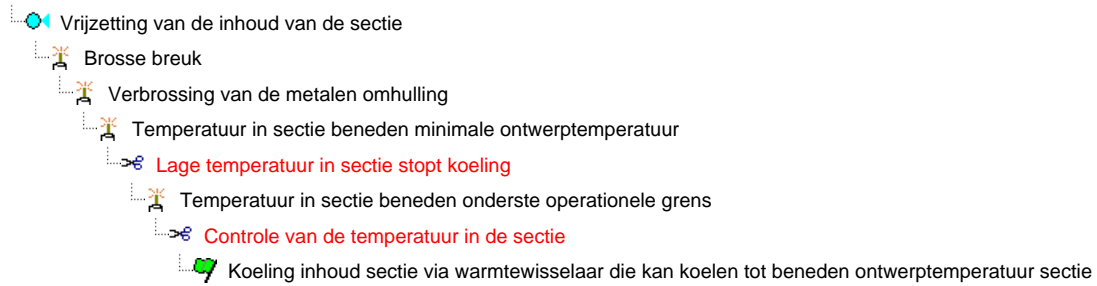 Vrijzetting van de inhoud van de sectie
Brosse breuk
Verbrossing van de metalen omhulling
Temperatuur in sectie beneden minimale ontwerptemperatuur
Lage temperatuur in sectie stopt koeling
Temperatuur in sectie beneden onderste operationele grens
Controle van de temperatuur in de sectie
Koeling inhoud sectie via warmtewisselaar die kan koelen tot beneden ontwerptemperatuur sectie